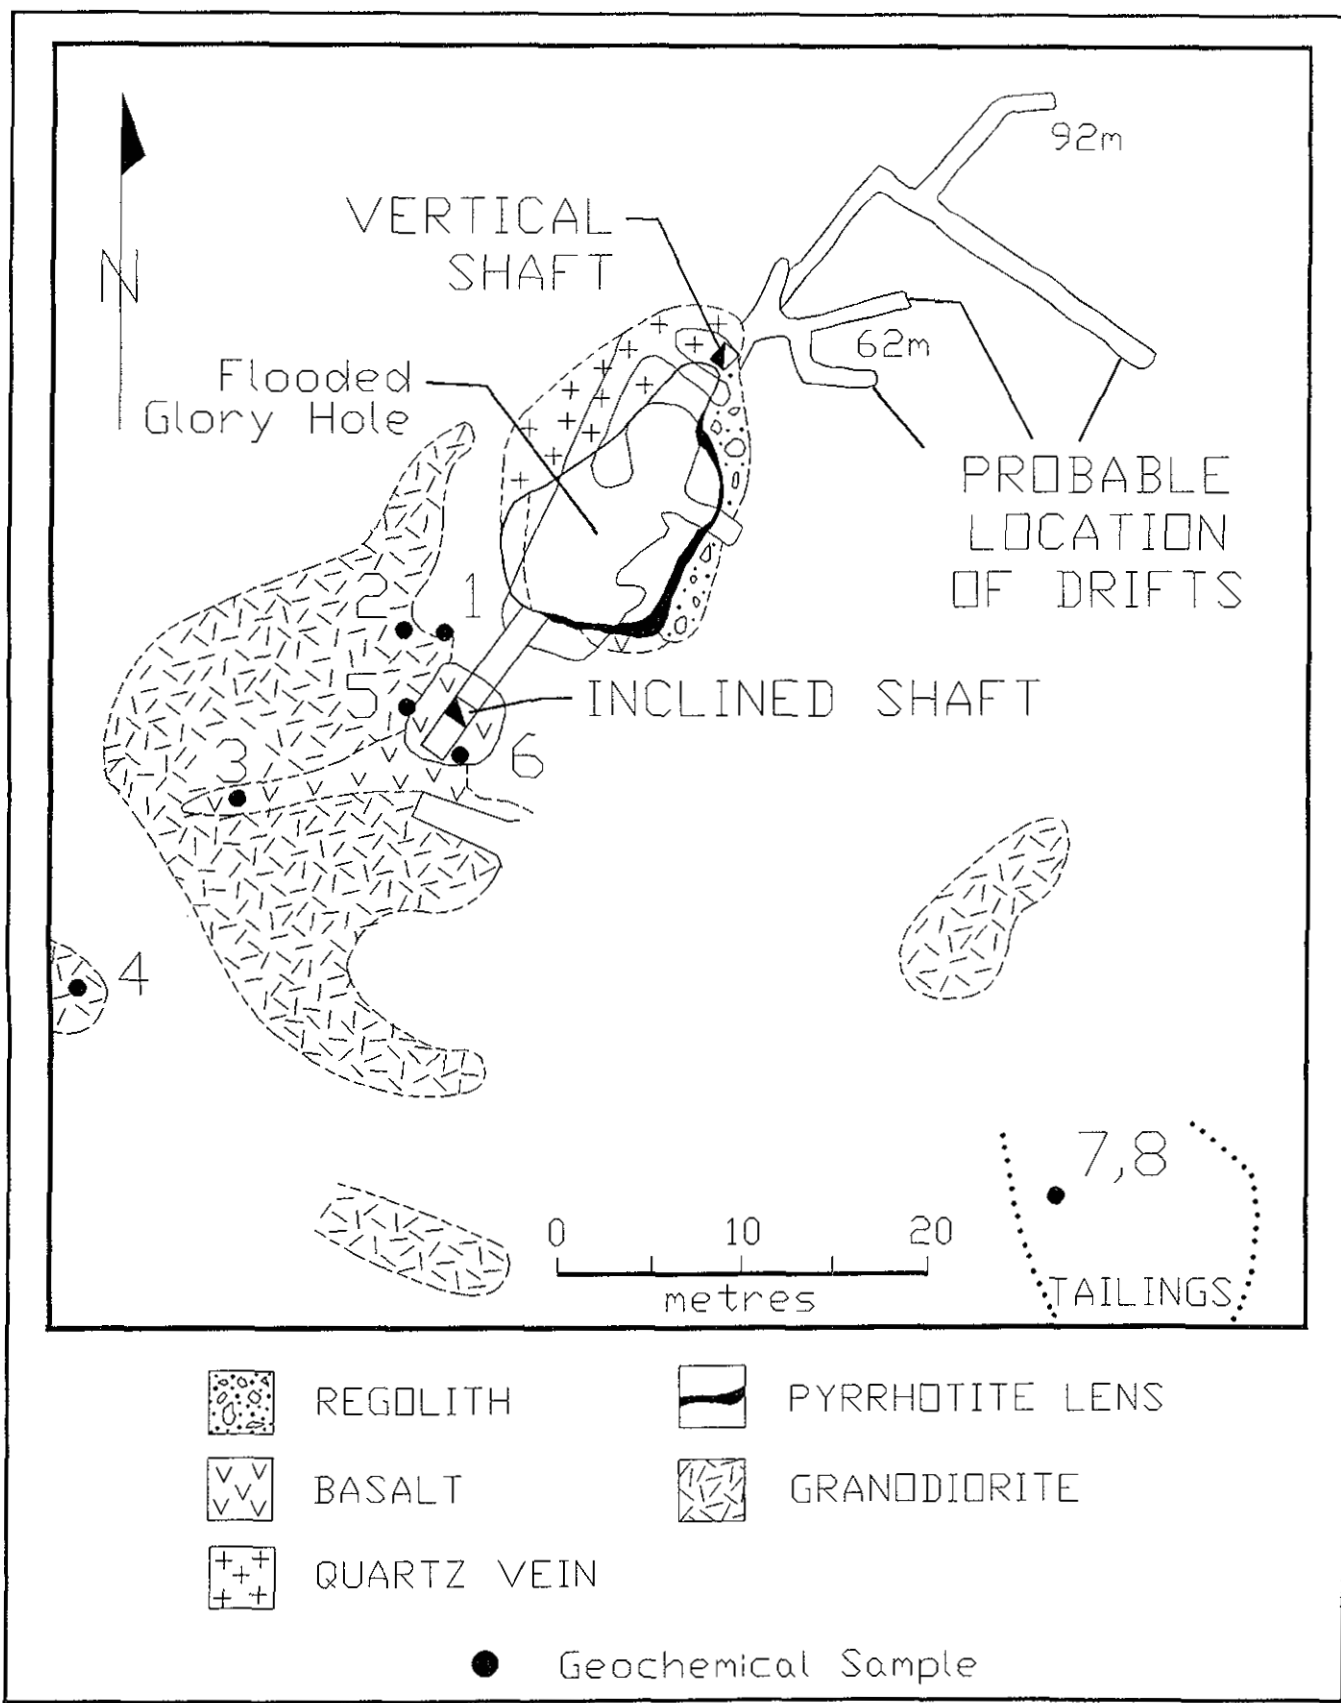 92m
VERTICAL
SHAFT
N
62m
Flooded
Glory Hole
PROBABLE
LOCATION
OF DRIFTS
2 1
5 INCLINED SHAFT
3 6
4
7,8
0 10 20
metres
TAILINGS
REGOLITH
PYRRHOTITE LENS
BASALT
GRANODIORITE
QUARTZ VEIN
Geochemical Sample